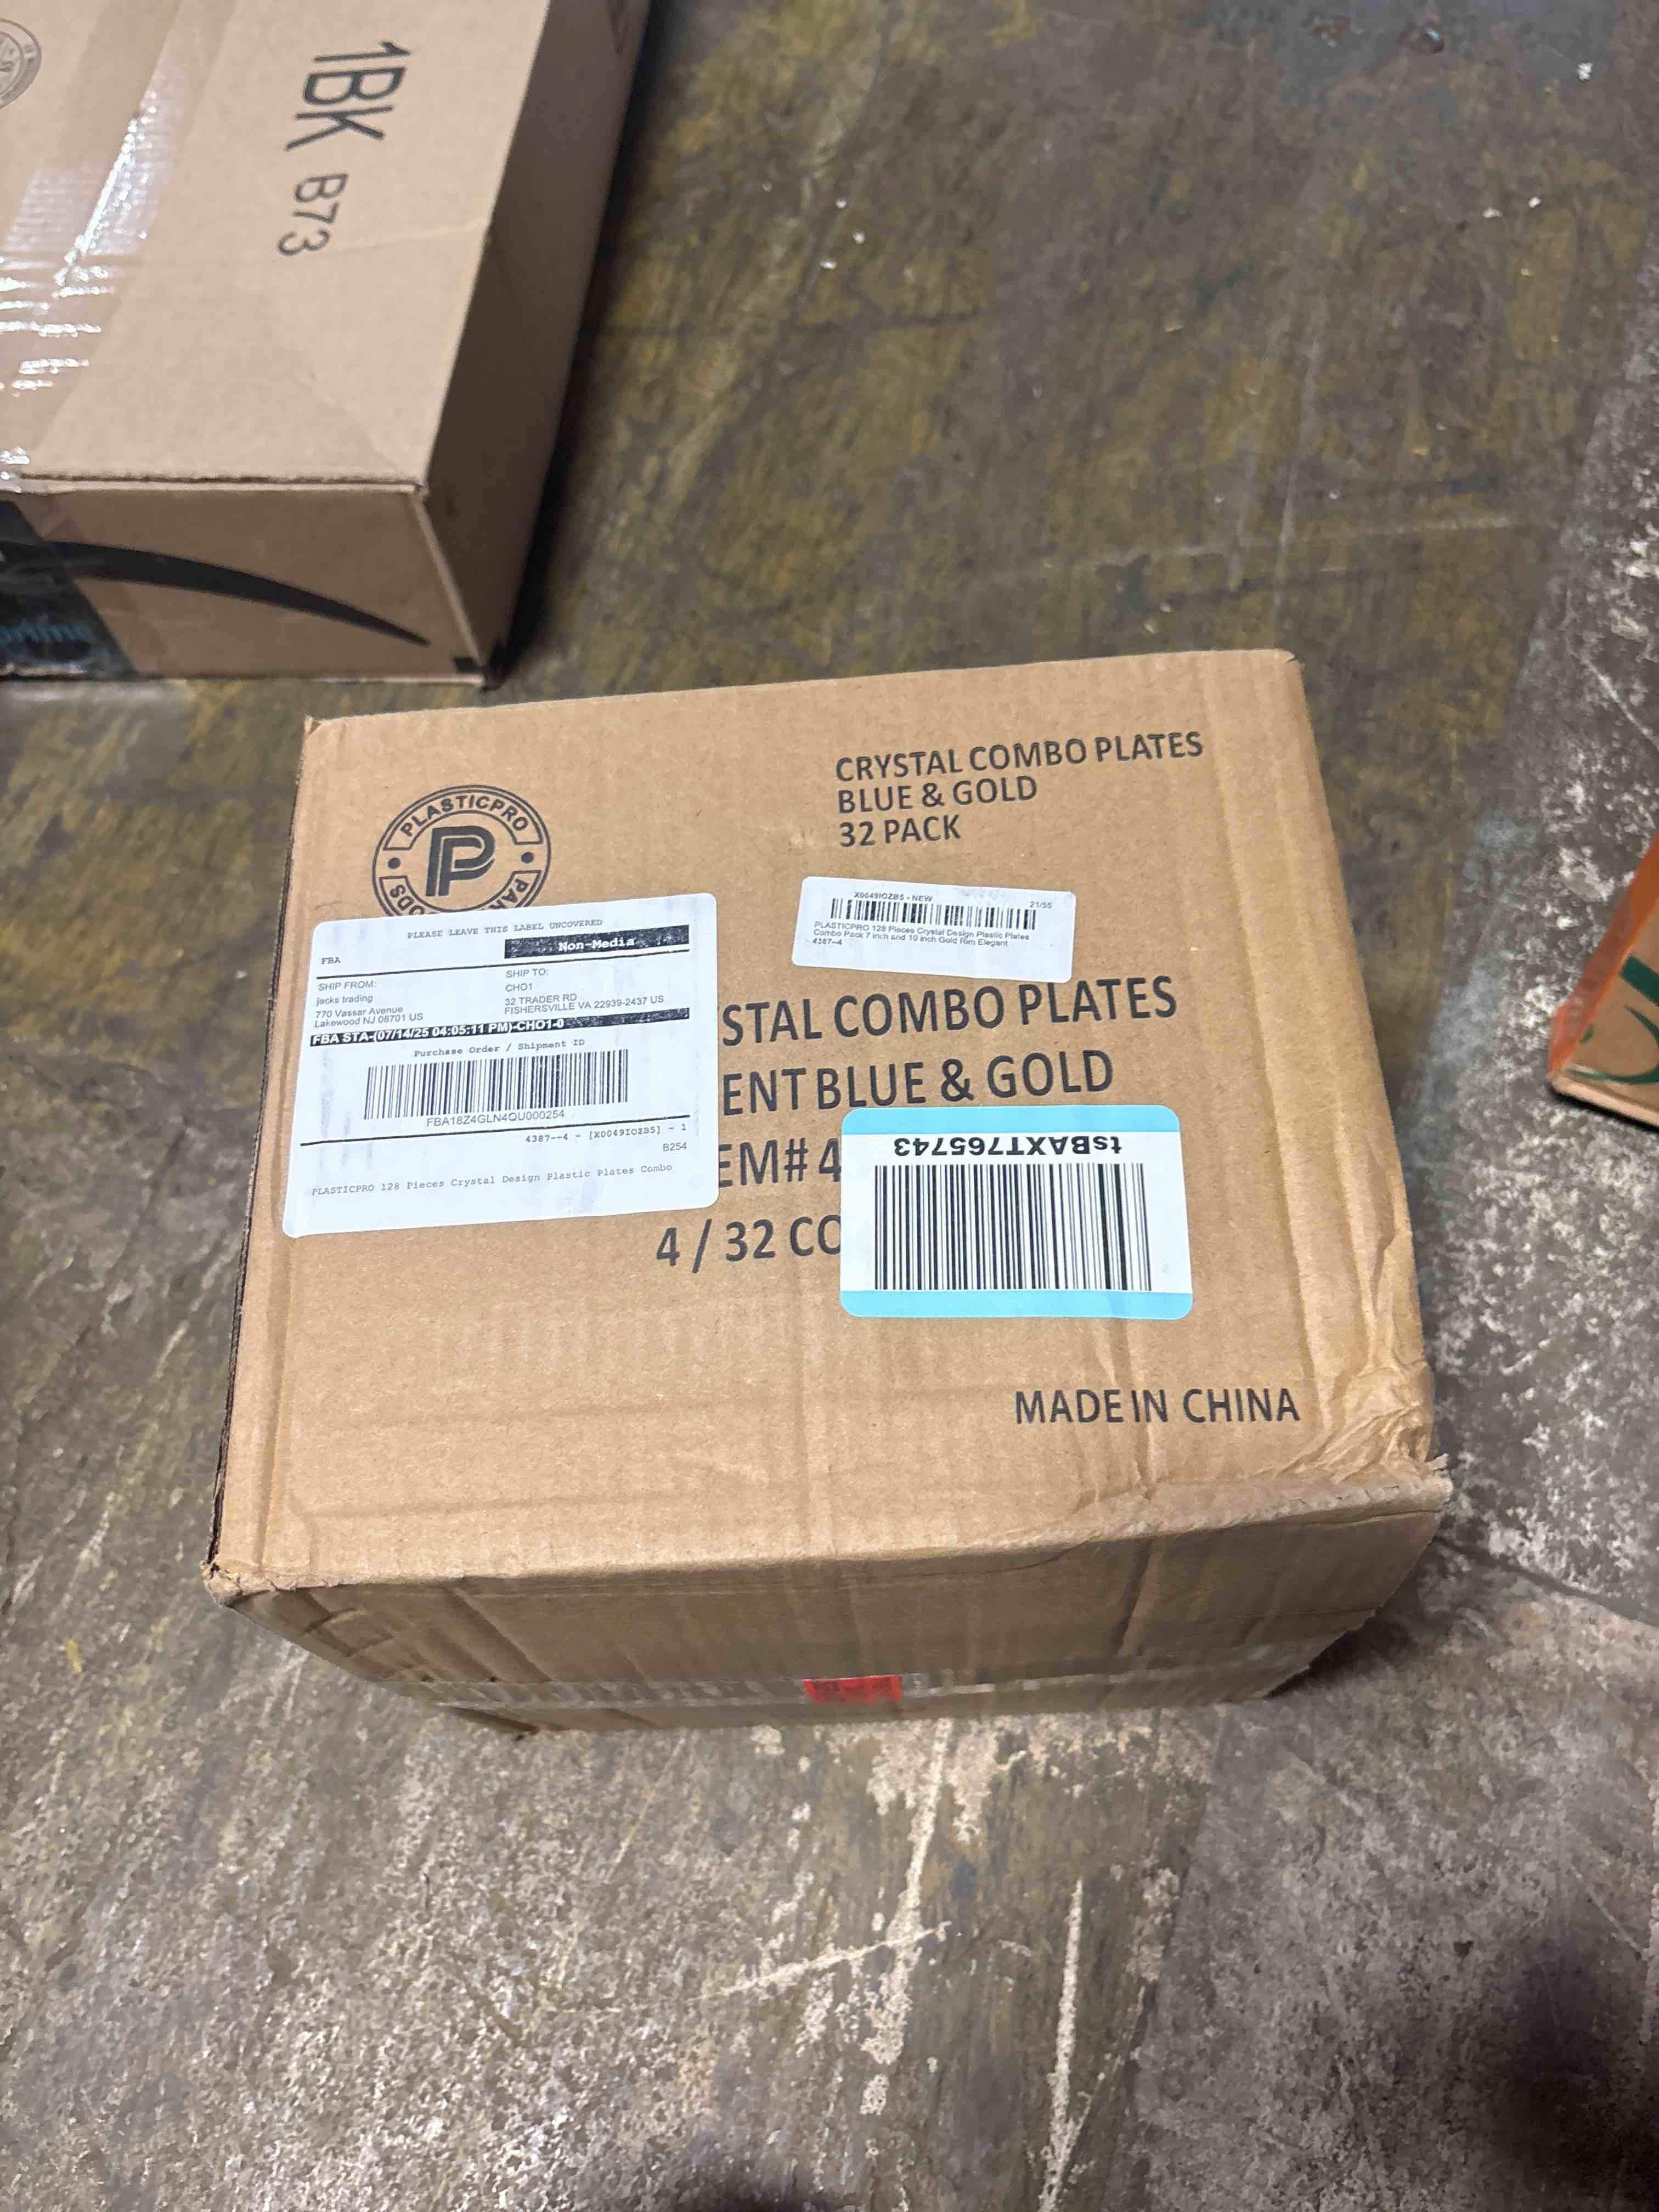 1BK B73
prime
CRYSTAL COMBO PLATES
BLUE & GOLD
32 PACK
PLASTICPRO
P
X0049IOZB5 - NEW
21/55
PLASTICPRO 128 Pieces Crystal Design Plastic Plates
Combo Pack 7 inch and 10 inch Gold Rim Elegant
4387--4
PLEASE LEAVE THIS LABEL UNCOVERED
Non-Media
FBA
SHIP FROM:
jacks trading
770 Vassar Avenue
Lakewood NJ 08701 US
SHIP TO:
CHO1
32 TRADER RD
FISHERSVILLE VA 22939-2437 US
FBA STA-(07/14/25 04:05:11 PM)-CHO1-0
Purchase Order / Shipment ID
FBA18Z4GLN4QU000254
4387--4 - [X0049IOZB5] - 1
B254
PLASTICPRO 128 Pieces Crystal Design Plastic Plates Combo
STAL COMBO PLATES
ENT BLUE & GOLD
EM# 4
4 / 32 CO
tsBAXT765743
MADE IN CHINA